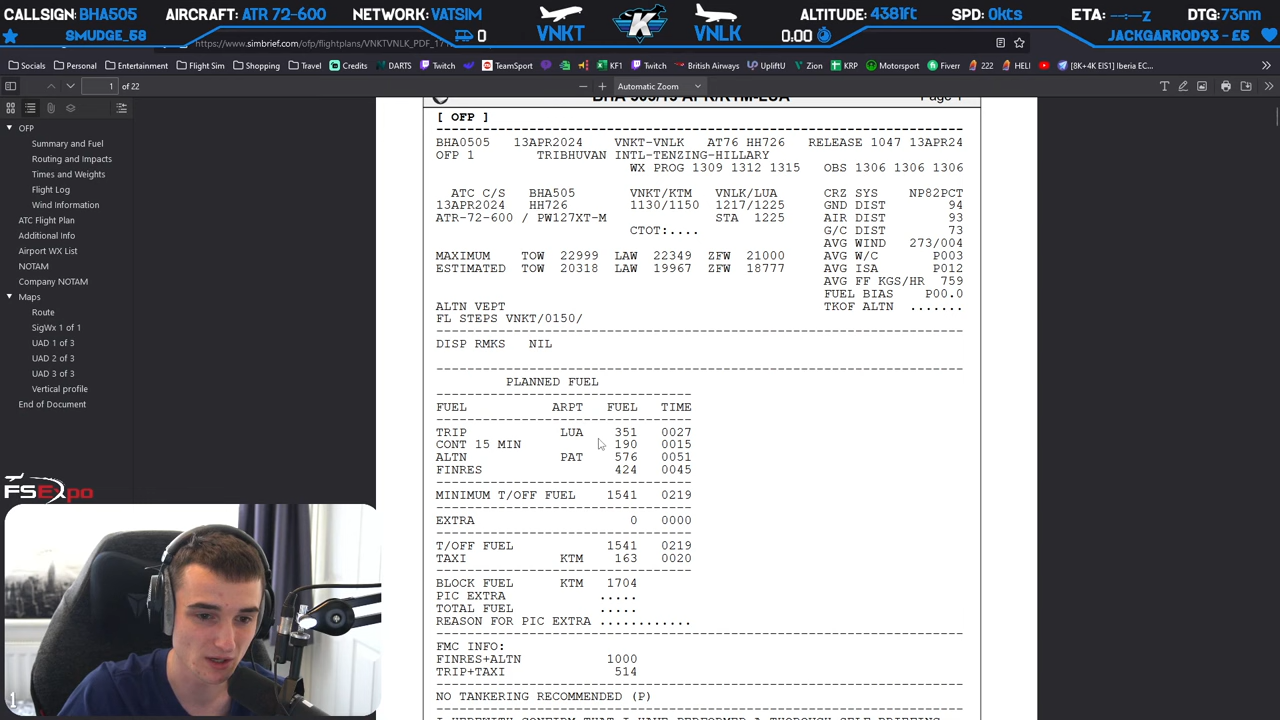 CALLSIGN: BHA505
AIRCRAFT: ATR 72-600
NETWORK: VATSIM
ALTITUDE: 4381ft
SPD: 0kts
ETA: --:--z
DTG: 73nm
SMUDGE_58
0
VNKT
K
VNLK
0.00
JACKGARROD93 - £5
https://www.simbrief.com/ofp/flightplans/VNKTVNLK_PDF_17
Socials
Personal
Entertainment
Flight Sim
Shopping
Travel
Credits
DARTS
Twitch
TeamSport
KF1
Twitch
British Airways
UpliftU
Zion
KRP
Motorsport
Fiverr
222
HELI
[8K+4K EIS1] Iberia EC...
1
of 22
Automatic Zoom
OFP
Summary and Fuel
Routing and Impacts
Times and Weights
Flight Log
Wind Information
ATC Flight Plan
Additional Info
Airport WX List
NOTAM
Company NOTAM
Maps
Route
SigWx 1 of 1
UAD 1 of 3
UAD 2 of 3
UAD 3 of 3
Vertical profile
End of Document
[ OFP ]
BHA0505 13APR2024 VNKT-VNLK AT76 HH726 RELEASE 1047 13APR24
OFP 1 TRIBHUVAN INTL-TENZING-HILLARY
WX PROG 1309 1312 1315 OBS 1306 1306 1306
ATC C/S BHA505 VNKT/KTM VNLK/LUA CRZ SYS NP82PCT
13APR2024 HH726 1130/1150 1217/1225 GND DIST 94
ATR-72-600 / PW127XT-M STA 1225 AIR DIST 93
CTOT:.... G/C DIST 73
AVG WIND 273/004
MAXIMUM TOW 22999 LAW 22349 ZFW 21000 AVG W/C P003
ESTIMATED TOW 20318 LAW 19967 ZFW 18777 AVG ISA P012
AVG FF KGS/HR 759
FUEL BIAS P00.0
ALTN VEPT TKOF ALTN .......
FL STEPS VNKT/0150/
DISP RMKS NIL
PLANNED FUEL
FUEL ARPT FUEL TIME
TRIP LUA 351 0027
CONT 15 MIN 190 0015
ALTN PAT 576 0051
FINRES 424 0045
MINIMUM T/OFF FUEL 1541 0219
EXTRA 0 0000
T/OFF FUEL 1541 0219
TAXI KTM 163 0020
BLOCK FUEL KTM 1704
PIC EXTRA .....
TOTAL FUEL .....
REASON FOR PIC EXTRA ............
FMC INFO:
FINRES+ALTN 1000
TRIP+TAXI 514
NO TANKERING RECOMMENDED (P)
FSExpo
1